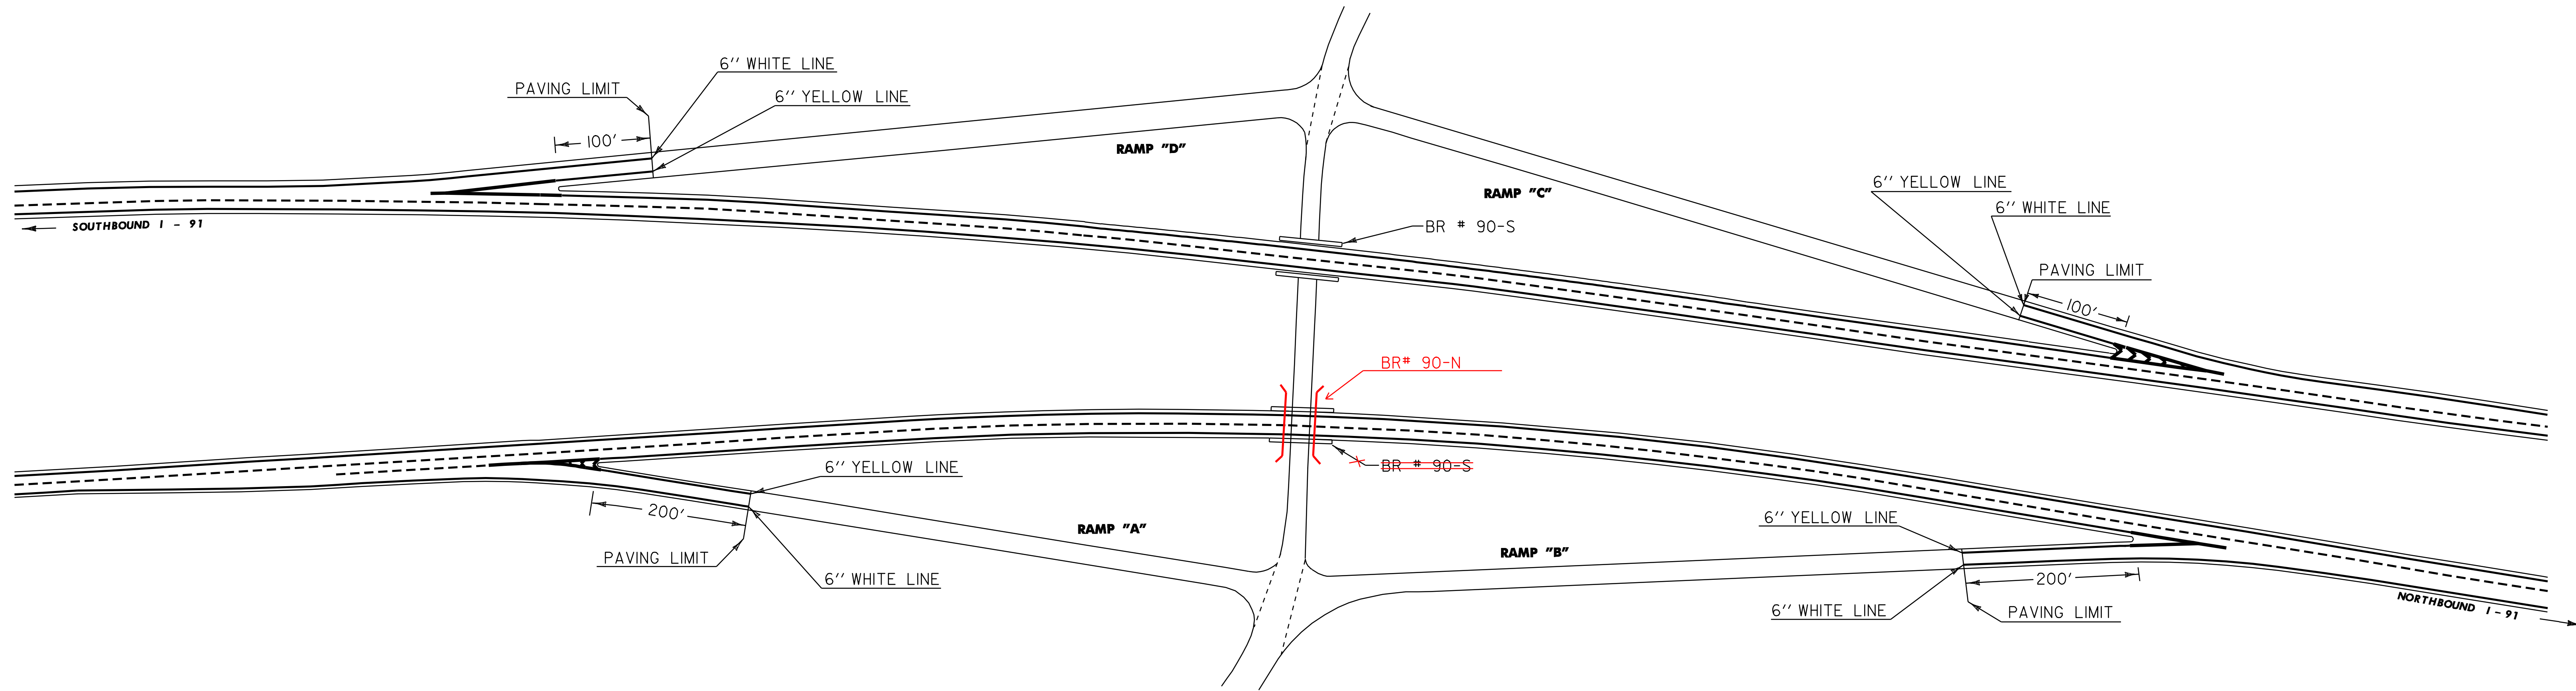 6" WHITE LINE
PAVING LIMIT
6" YELLOW LINE
100'
RAMP "D"
RAMP "C"
6" YELLOW LINE
6" WHITE LINE
SOUTHBOUND I - 91
BR # 90-S
PAVING LIMIT
100'
BR# 90-N
BR # 90-S
6" YELLOW LINE
200'
RAMP "A"
PAVING LIMIT
6" WHITE LINE
6" YELLOW LINE
RAMP "B"
200'
6" WHITE LINE
PAVING LIMIT
NORTHBOUND I - 91